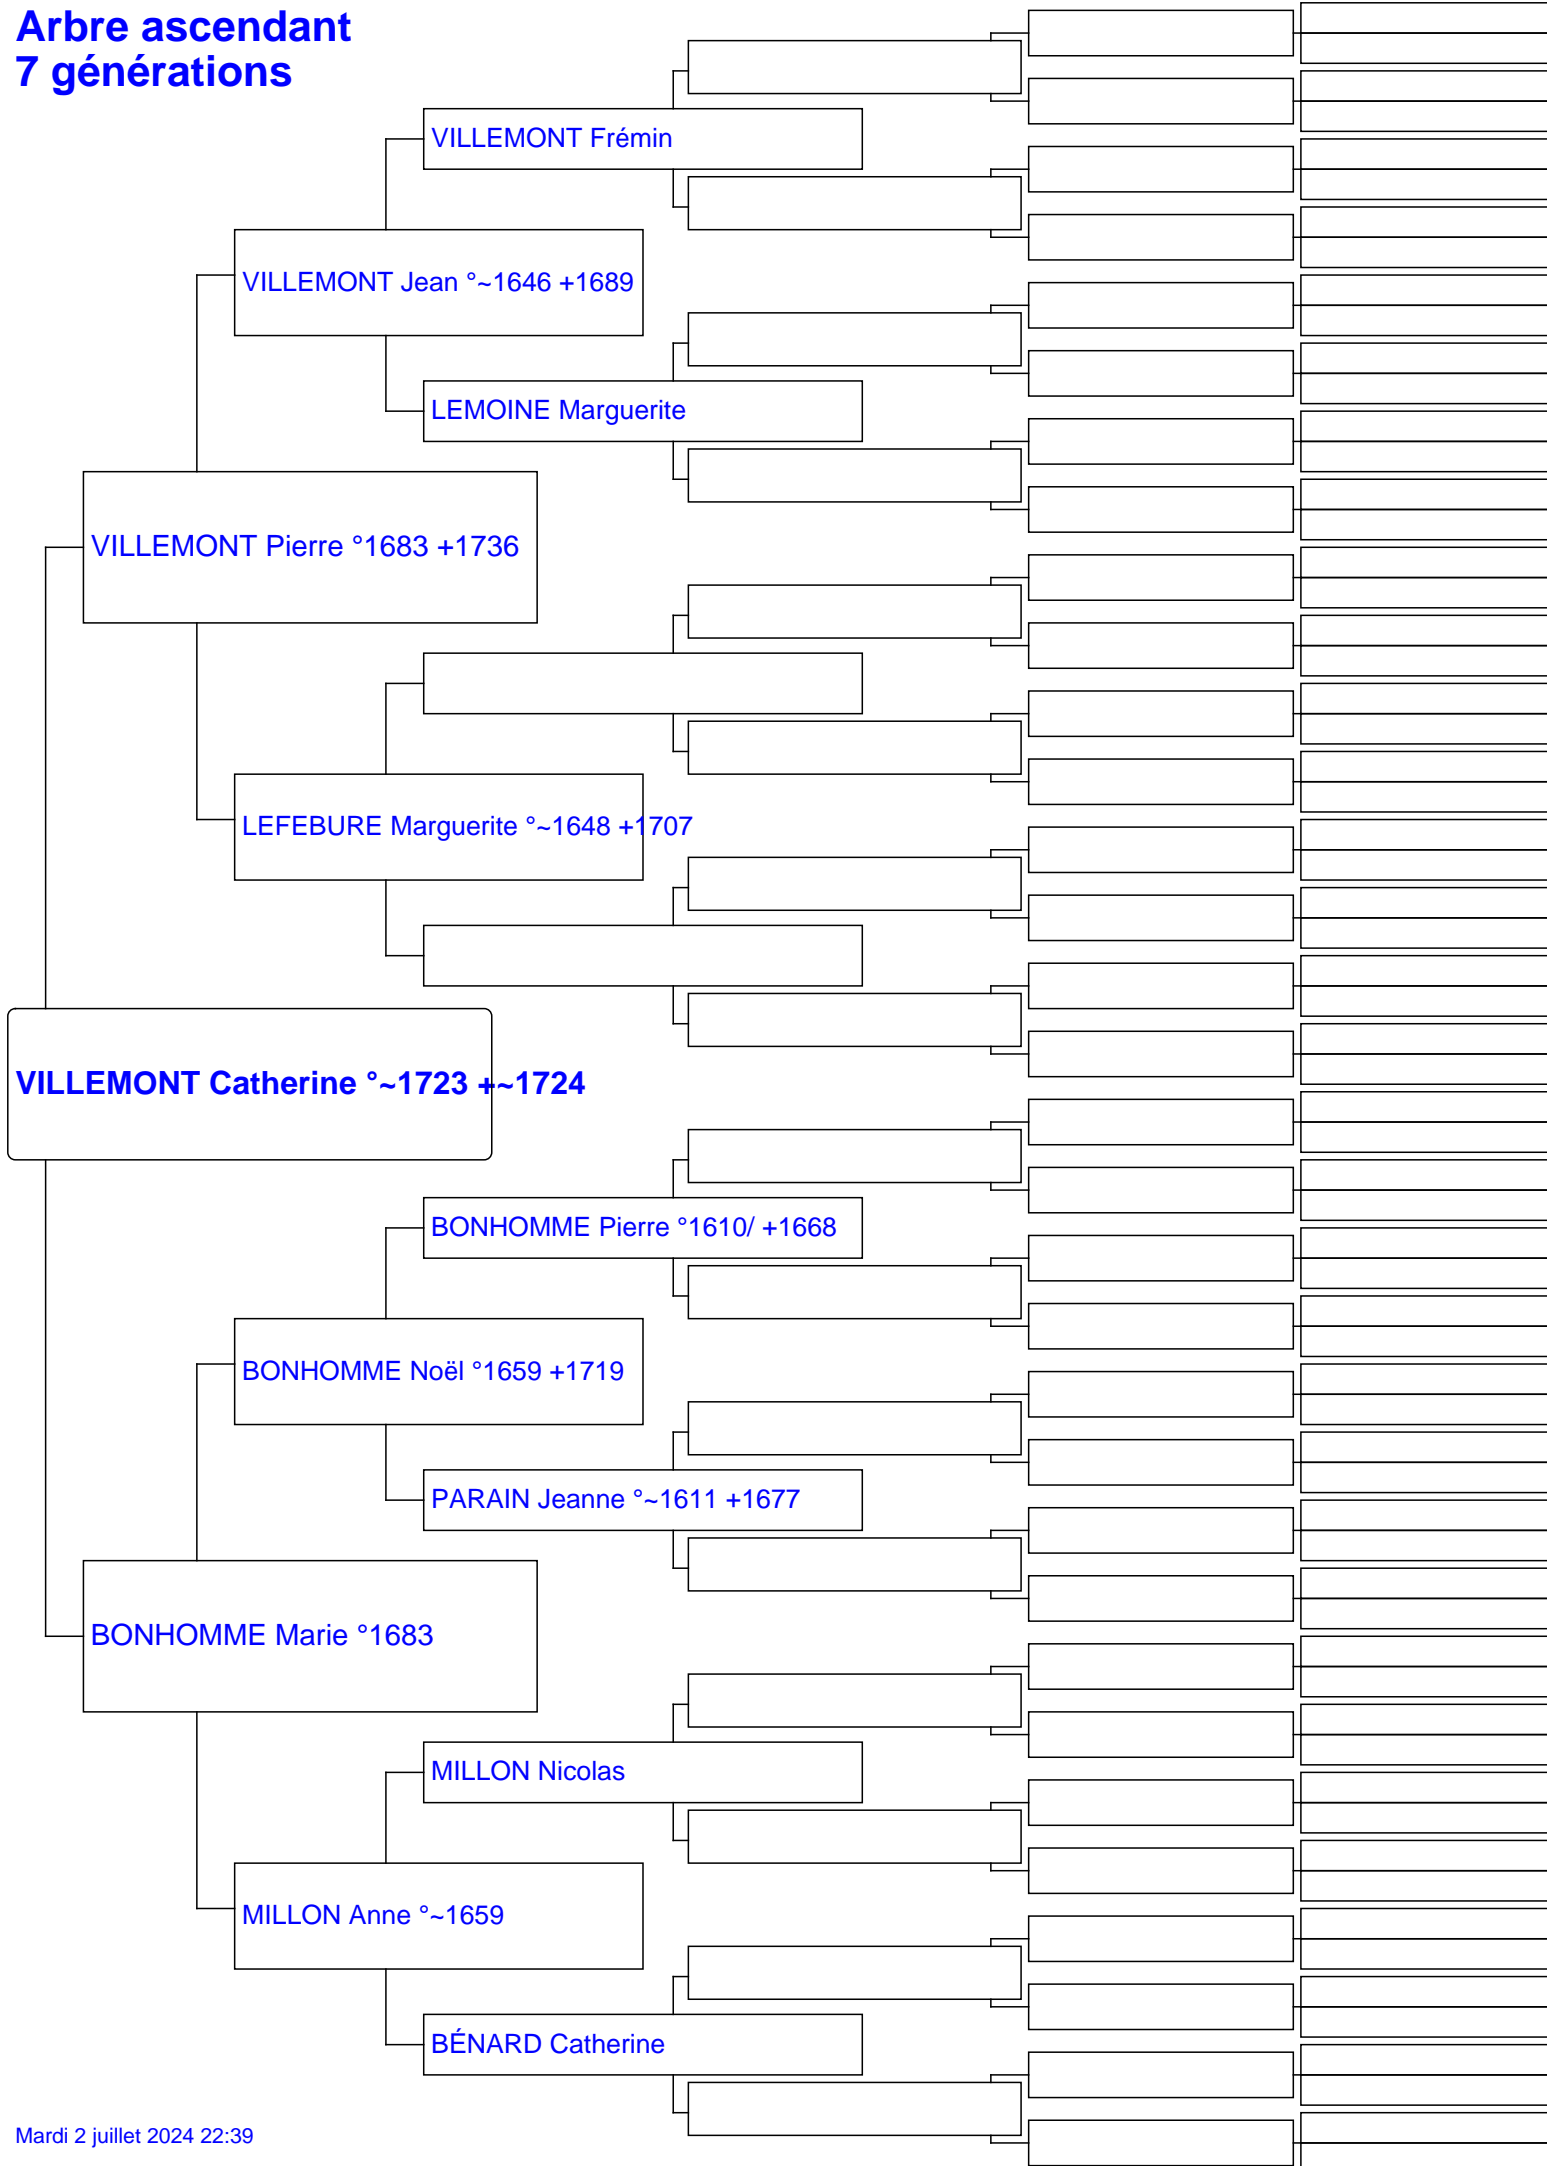 Arbre ascendant
7 générations
VILLEMONT Frémin
VILLEMONT Jean °~1646 +1689
LEMOINE Marguerite
VILLEMONT Pierre °1683 +1736
LEFEBURE Marguerite °~1648 +1707
VILLEMONT Catherine °~1723 +~1724
BONHOMME Pierre °1610/ +1668
BONHOMME Noël °1659 +1719
PARAIN Jeanne °~1611 +1677
BONHOMME Marie °1683
MILLON Nicolas
MILLON Anne °~1659
BÉNARD Catherine
Mardi 2 juillet 2024 22:39